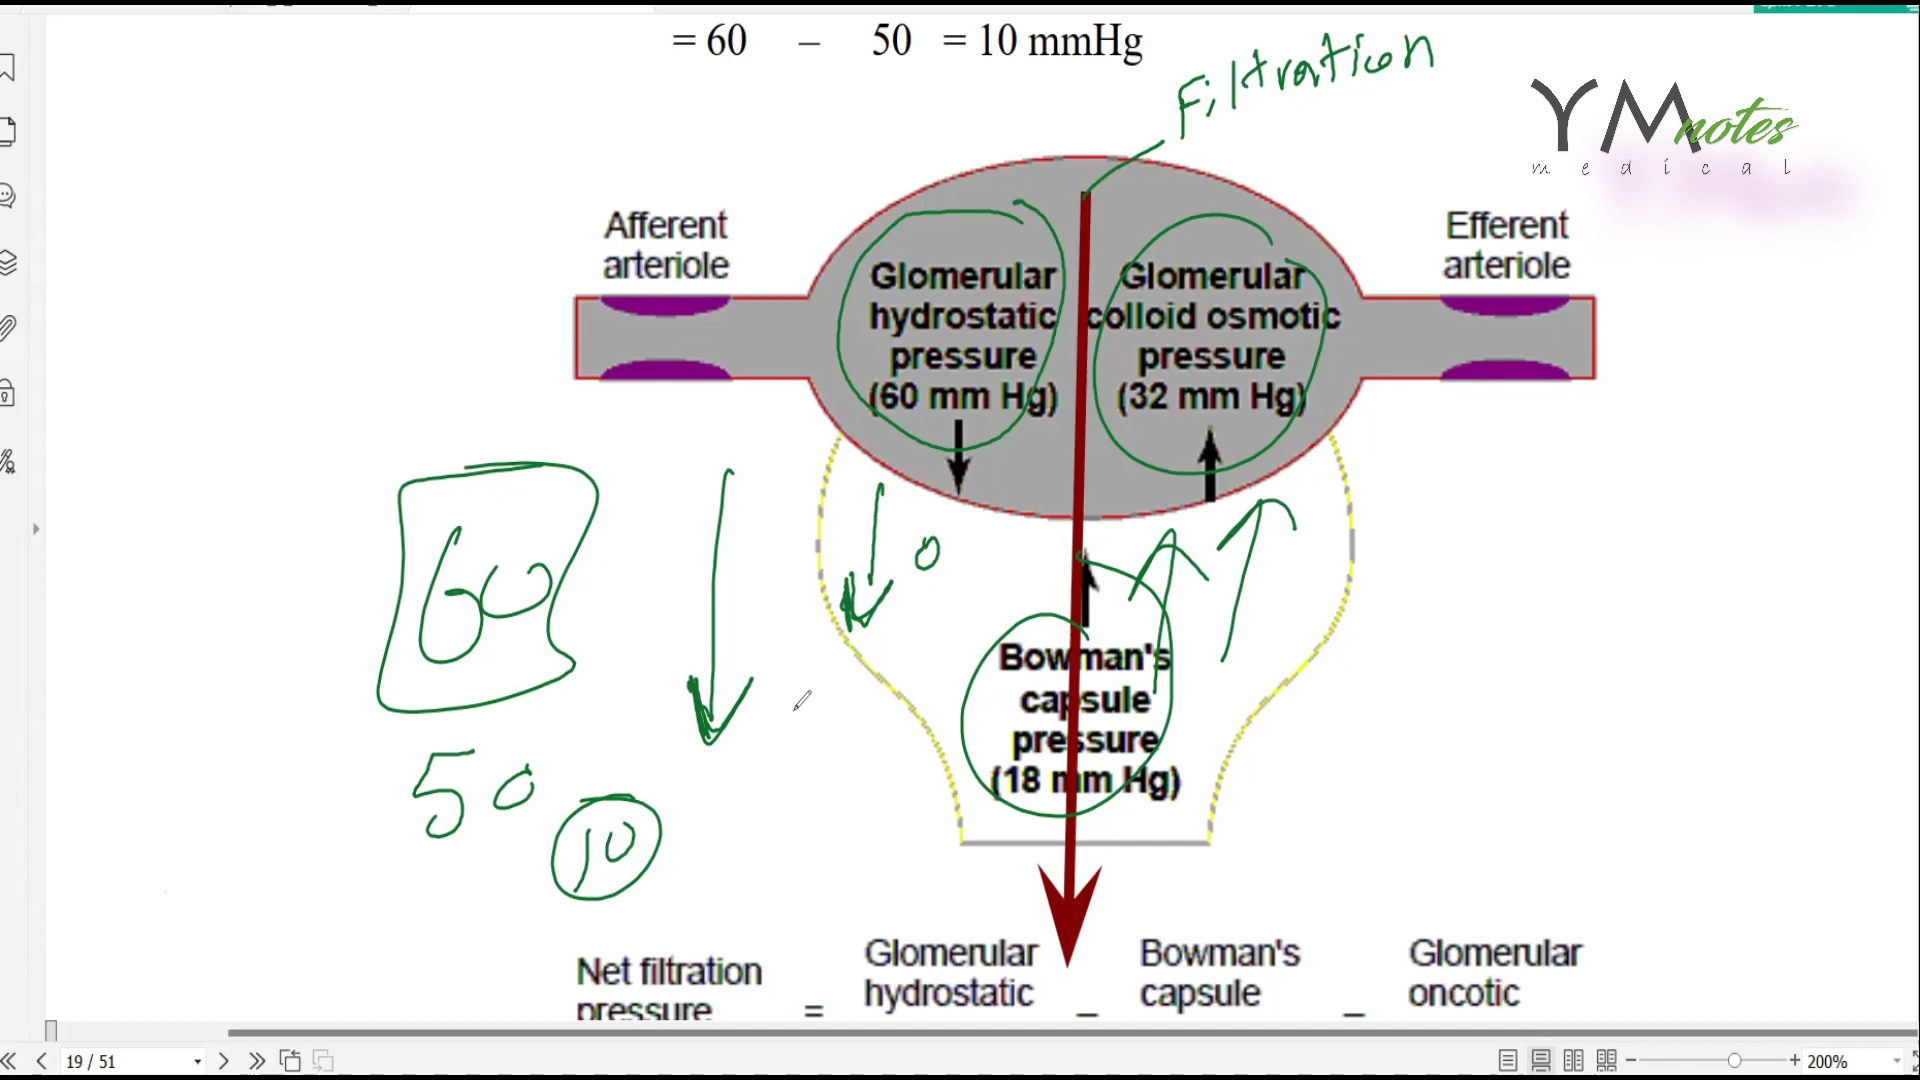 = 60 – 50 = 10 mmHg
Filtration
YM notes
medical
Afferent
arteriole
Efferent
arteriole
Glomerular
hydrostatic
pressure
(60 mm Hg)
Glomerular
colloid osmotic
pressure
(32 mm Hg)
60
0
50
10
Bowman's
capsule
pressure
(18 mm Hg)
Net filtration
pressure
=
Glomerular
hydrostatic
–
Bowman's
capsule
–
Glomerular
oncotic
19 / 51
200%